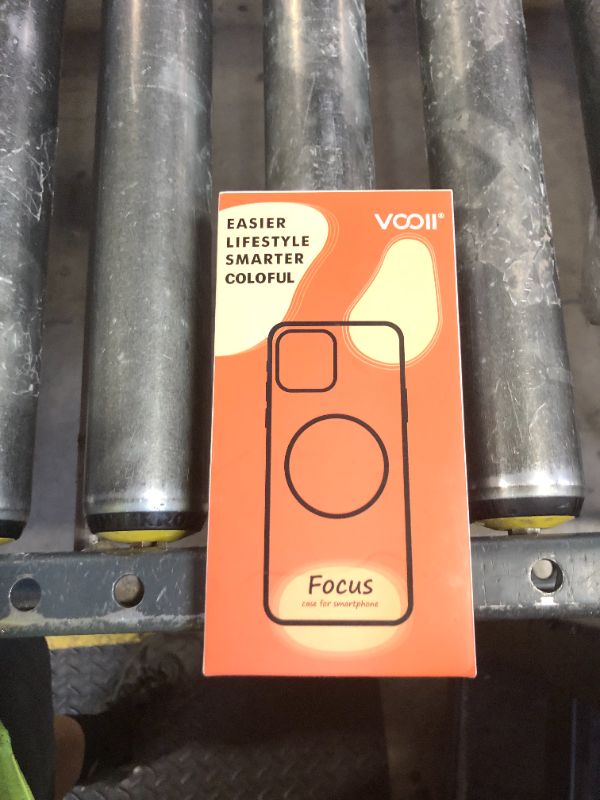 EASIER
LIFESTYLE
SMARTER
COLOFUL
VOOII®
Focus
case for smartphone